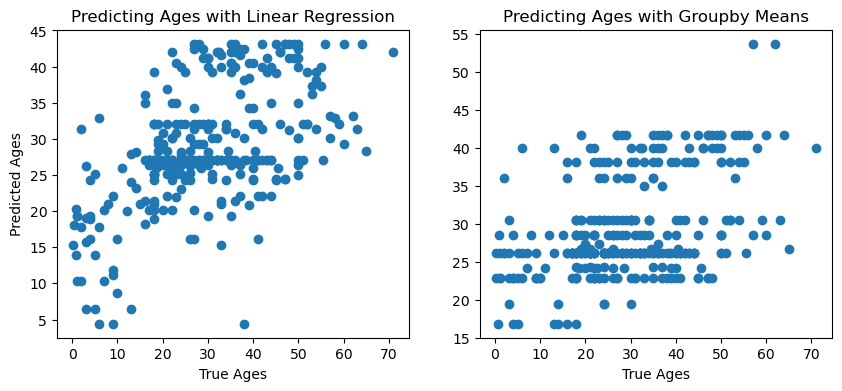 Predicting Ages with Linear Regression
Predicted Ages
45
40
35
30
25
20
15
10
5
0 10 20 30 40 50 60 70
True Ages
Predicting Ages with Groupby Means
55
50
45
40
35
30
25
20
15
0 10 20 30 40 50 60 70
True Ages